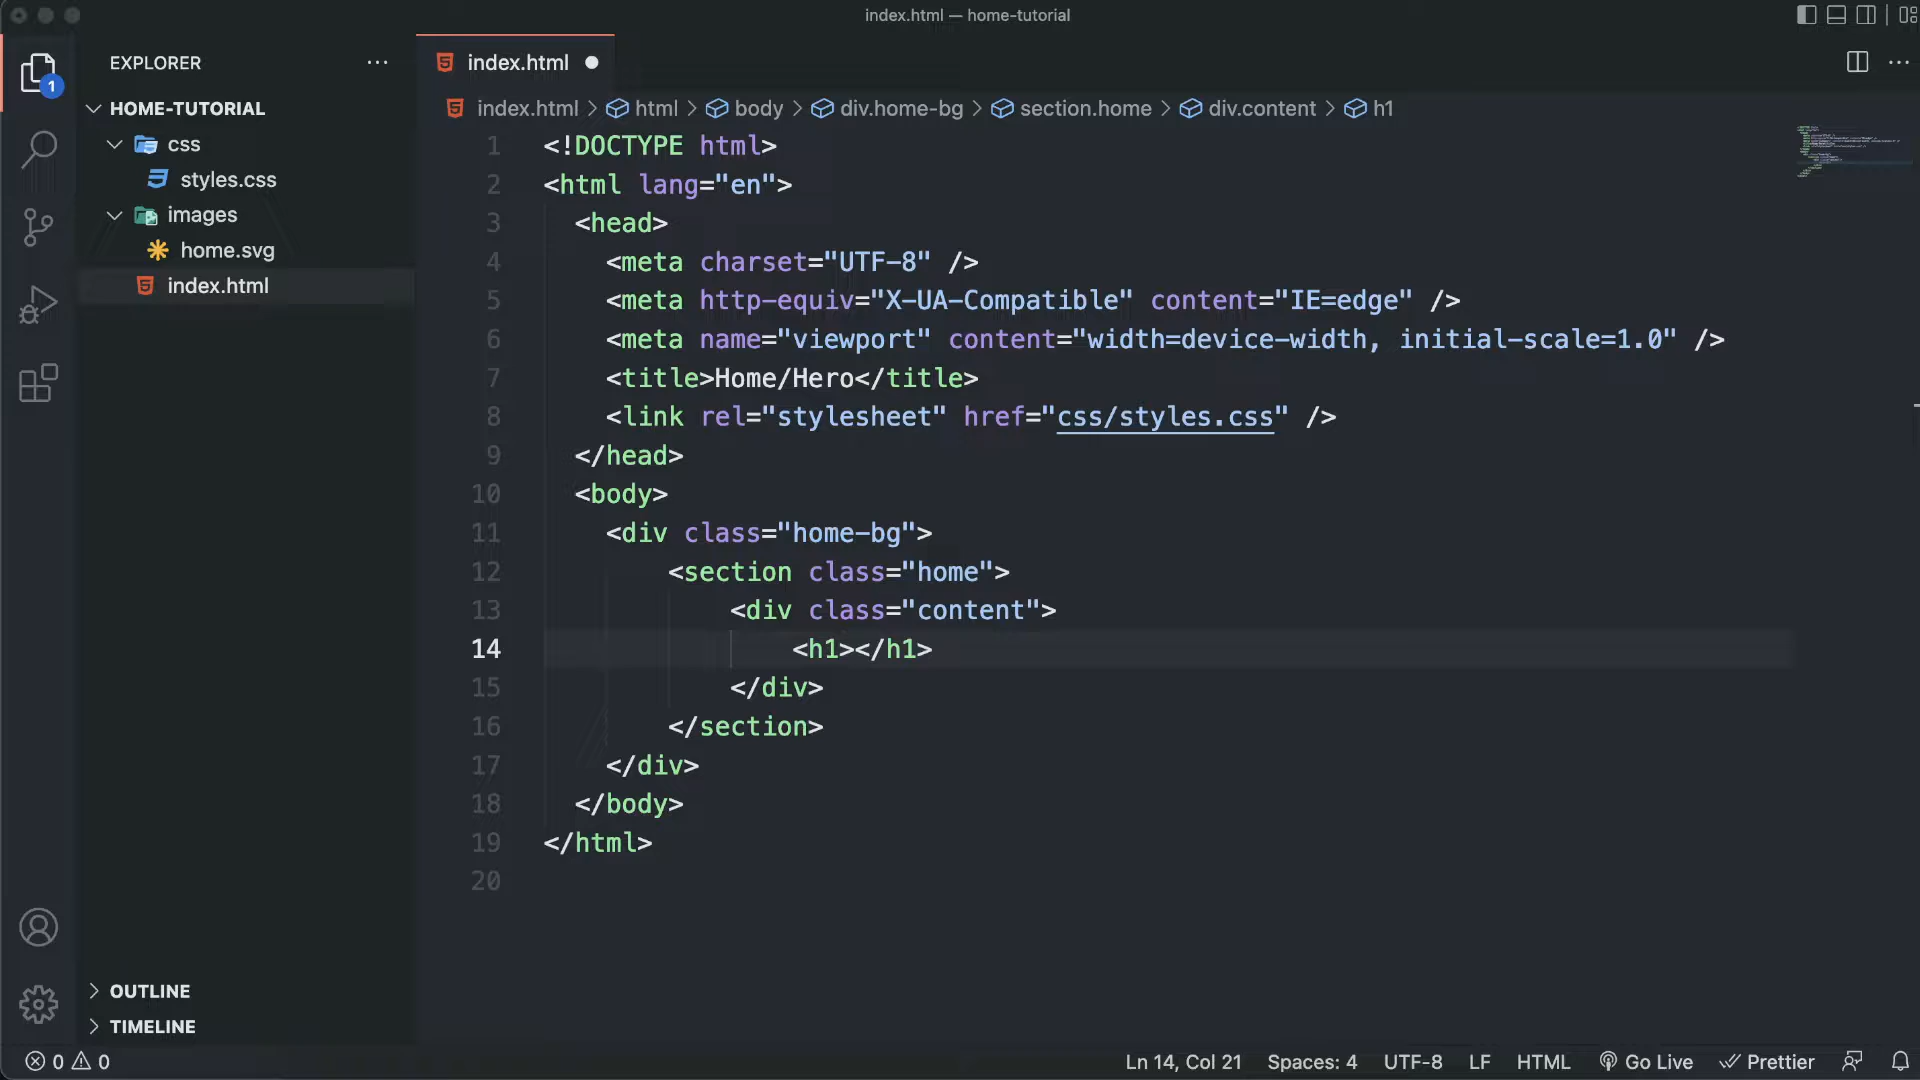 index.html — home-tutorial
EXPLORER
1
HOME-TUTORIAL
css
styles.css
images
home.svg
index.html
OUTLINE
TIMELINE
index.html
index.html > html > body > div.home-bg > section.home > div.content > h1
1 <!DOCTYPE html>
2 <html lang="en">
3 <head>
4 <meta charset="UTF-8" />
5 <meta http-equiv="X-UA-Compatible" content="IE=edge" />
6 <meta name="viewport" content="width=device-width, initial-scale=1.0" />
7 <title>Home/Hero</title>
8 <link rel="stylesheet" href="css/styles.css" />
9 </head>
10 <body>
11 <div class="home-bg">
12 <section class="home">
13 <div class="content">
14 <h1></h1>
15 </div>
16 </section>
17 </div>
18 </body>
19 </html>
20
0 0 Ln 14, Col 21 Spaces: 4 UTF-8 LF HTML Go Live Prettier